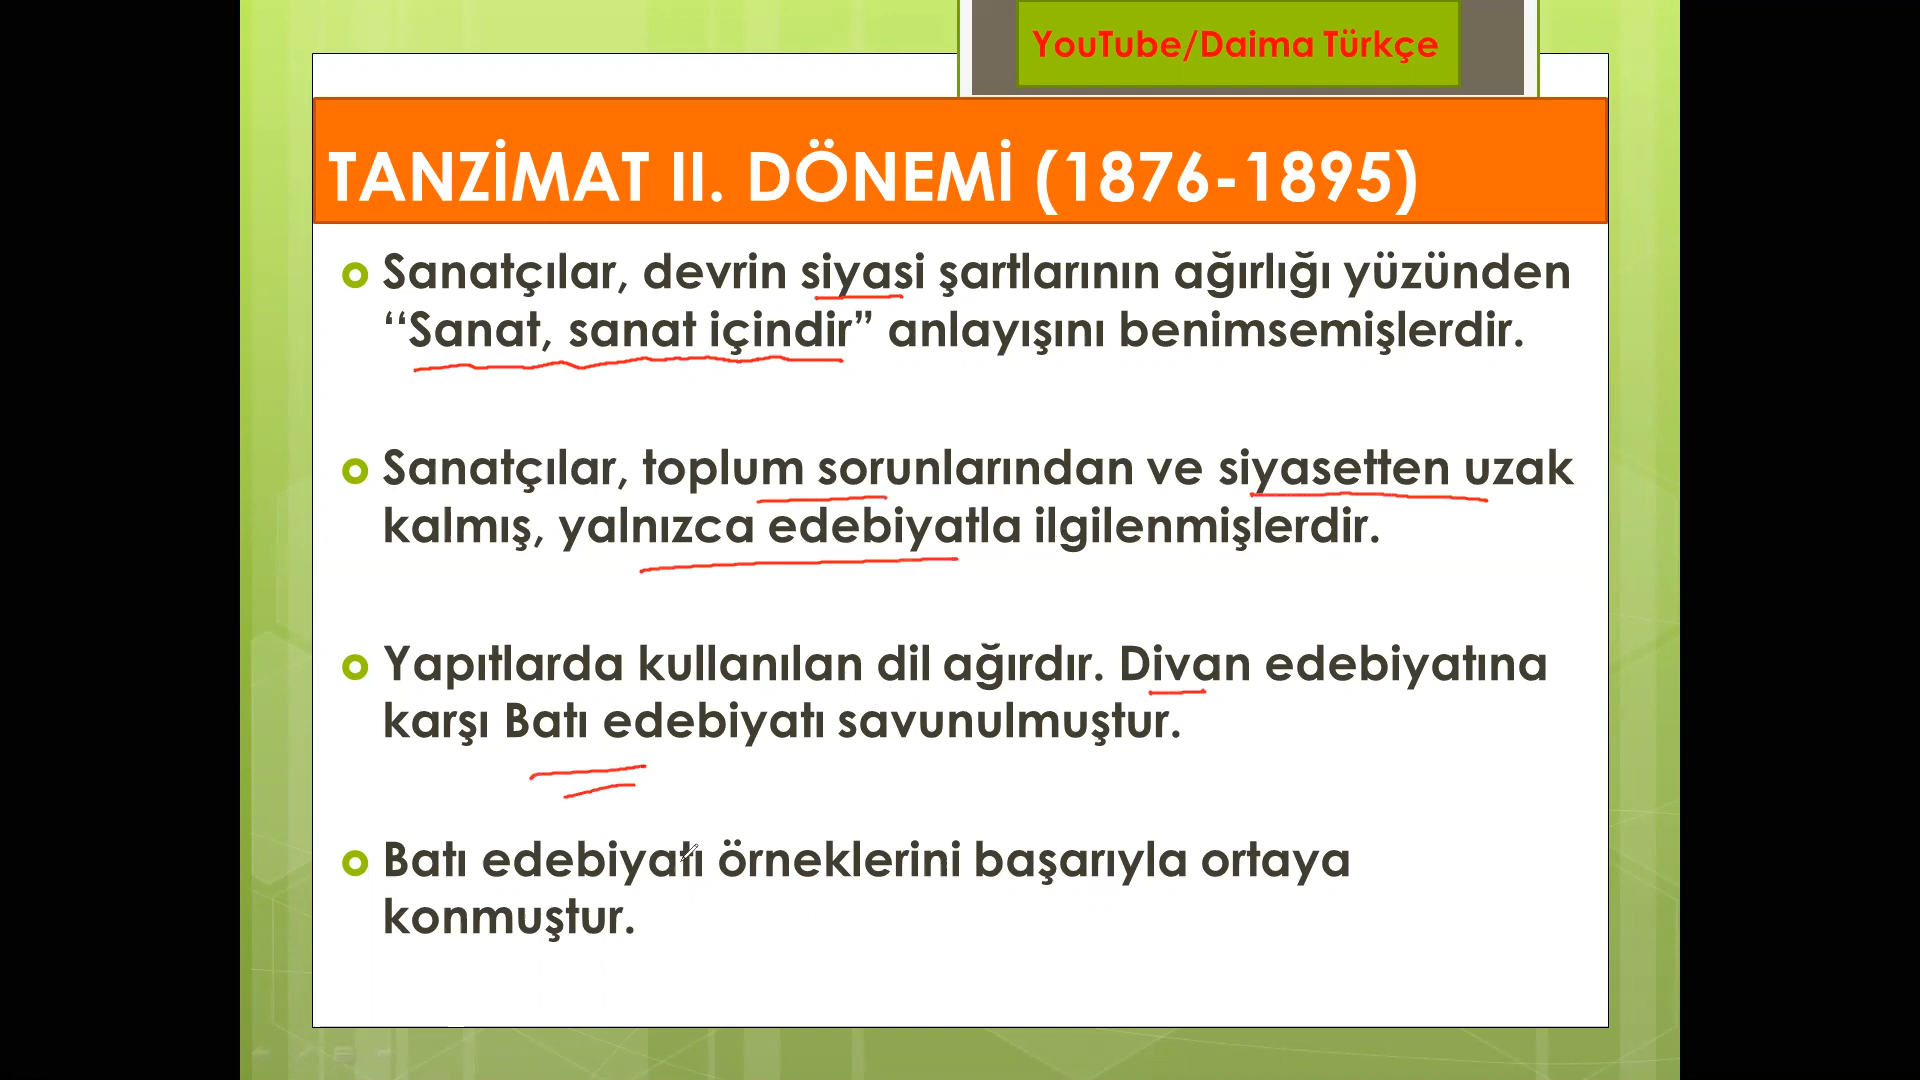 YouTube/Daima Türkçe
TANZİMAT II. DÖNEMİ (1876-1895)
Sanatçılar, devrin siyasi şartlarının ağırlığı yüzünden
‘‘Sanat, sanat içindir” anlayışını benimsemişlerdir.
Sanatçılar, toplum sorunlarından ve siyasetten uzak
kalmış, yalnızca edebiyatla ilgilenmişlerdir.
Yapıtlarda kullanılan dil ağırdır. Divan edebiyatına
karşı Batı edebiyatı savunulmuştur.
Batı edebiyatı örneklerini başarıyla ortaya
konmuştur.